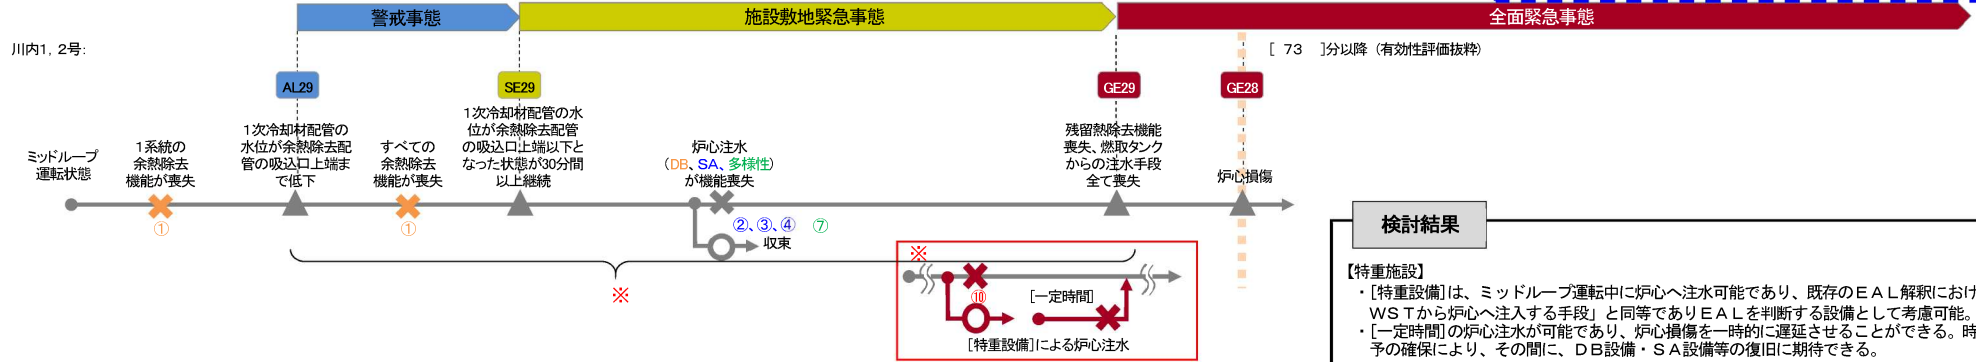 警戒事態
施設敷地緊急事態
全面緊急事態
川内1，2号：
[ 73 ]分以降（有効性評価抜粋）
AL29
SE29
GE29
GE28
ミッドループ
運転状態
1系統の
余熱除去
機能が喪失
①
1次冷却材配管の
水位が余熱除去配
管の吸込口上端ま
で低下
すべての
余熱除去
機能が喪失
①
1次冷却材配管の水
位が余熱除去配管
の吸込口上端以下と
なった状態が30分間
以上継続
炉心注水
（DB、SA、多様性）
が機能喪失
②、③、④ ⑦
収束
残留熱除去機能
喪失、燃取タンク
からの注水手段
全て喪失
炉心損傷
※
※
⑩
[一定時間]
[特重設備]による炉心注水
検討結果
【特重施設】
・[特重設備]は、ミッドループ運転中に炉心へ注水可能であり、既存のＥＡＬ解釈におけ
ＷＳＴから炉心へ注入する手段」と同等でありＥＡＬを判断する設備として考慮可能。
・[一定時間]の炉心注水が可能であり、炉心損傷を一時的に遅延させることができる。時
予の確保により、その間に、ＤＢ設備・ＳＡ設備等の復旧に期待できる。